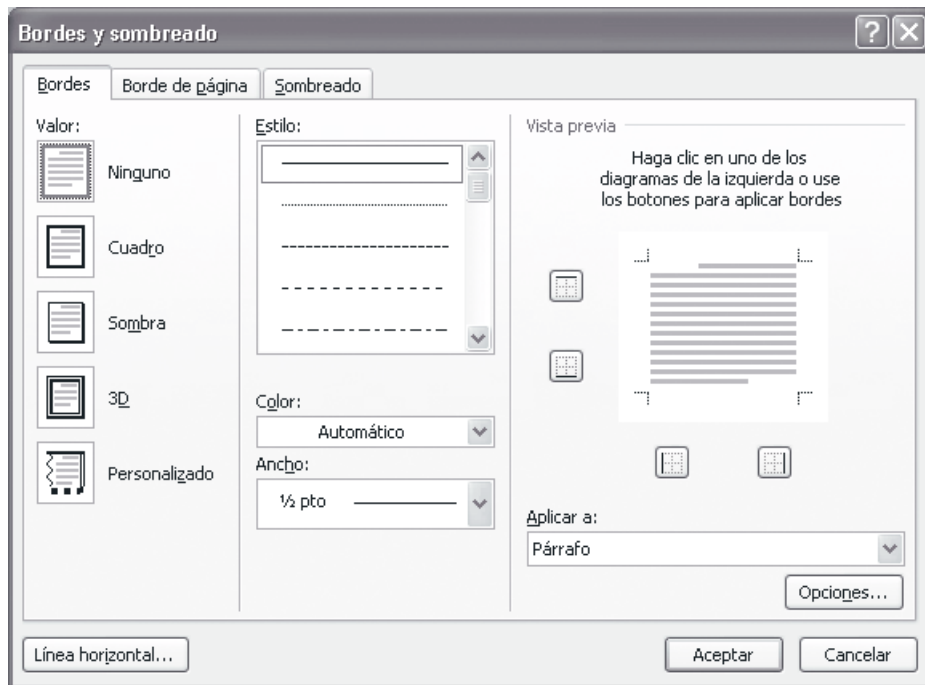 Bordes y sombreado
Bordes
Borde de página
Sombreado
Valor:
Ninguno
Cuadro
Sombra
3D
Personalizado
Estilo:
Color:
Automático
Ancho:
½ pto
Vista previa
Haga clic en uno de los
diagramas de la izquierda o use
los botones para aplicar bordes
Aplicar a:
Párrafo
Opciones...
Línea horizontal...
Aceptar
Cancelar